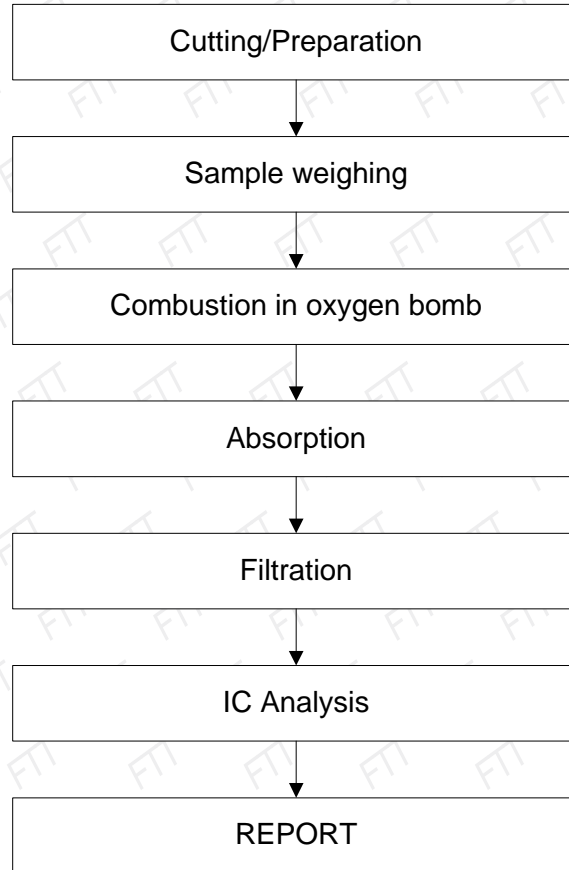 Cutting/Preparation
Sample weighing
Combustion in oxygen bomb
Absorption
Filtration
IC Analysis
REPORT